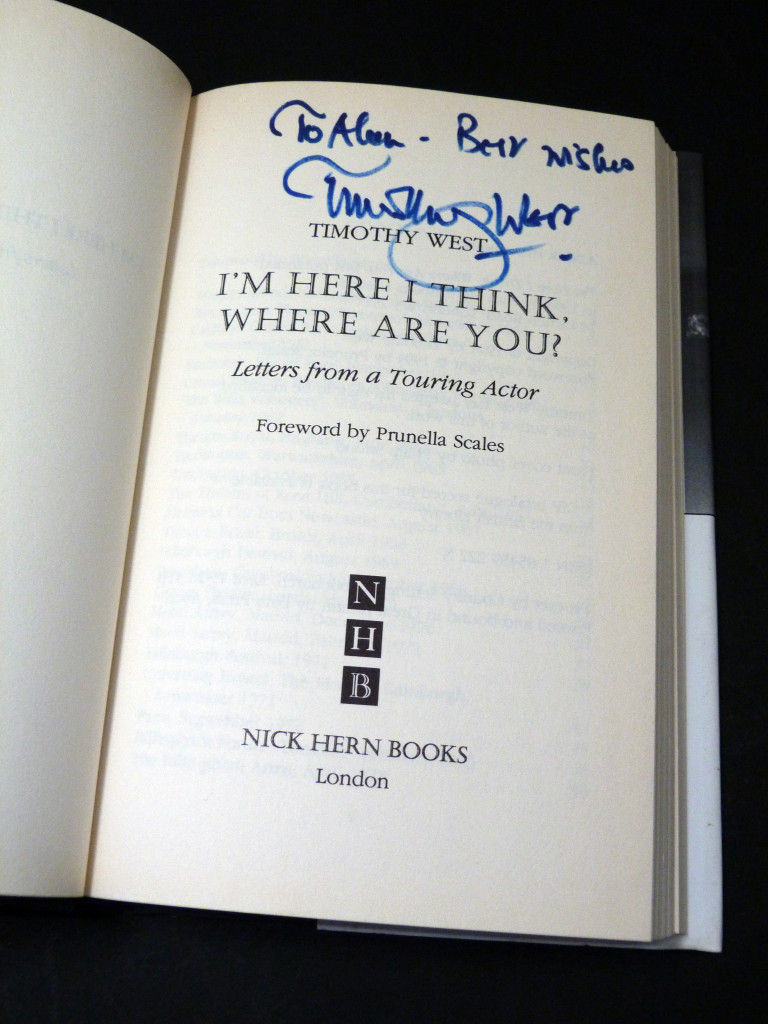 To Alan - Best wishes
Timothy West.
TIMOTHY WEST
I'M HERE I THINK,
WHERE ARE YOU?
Letters from a Touring Actor
Foreword by Prunella Scales
N
H
B
NICK HERN BOOKS
London